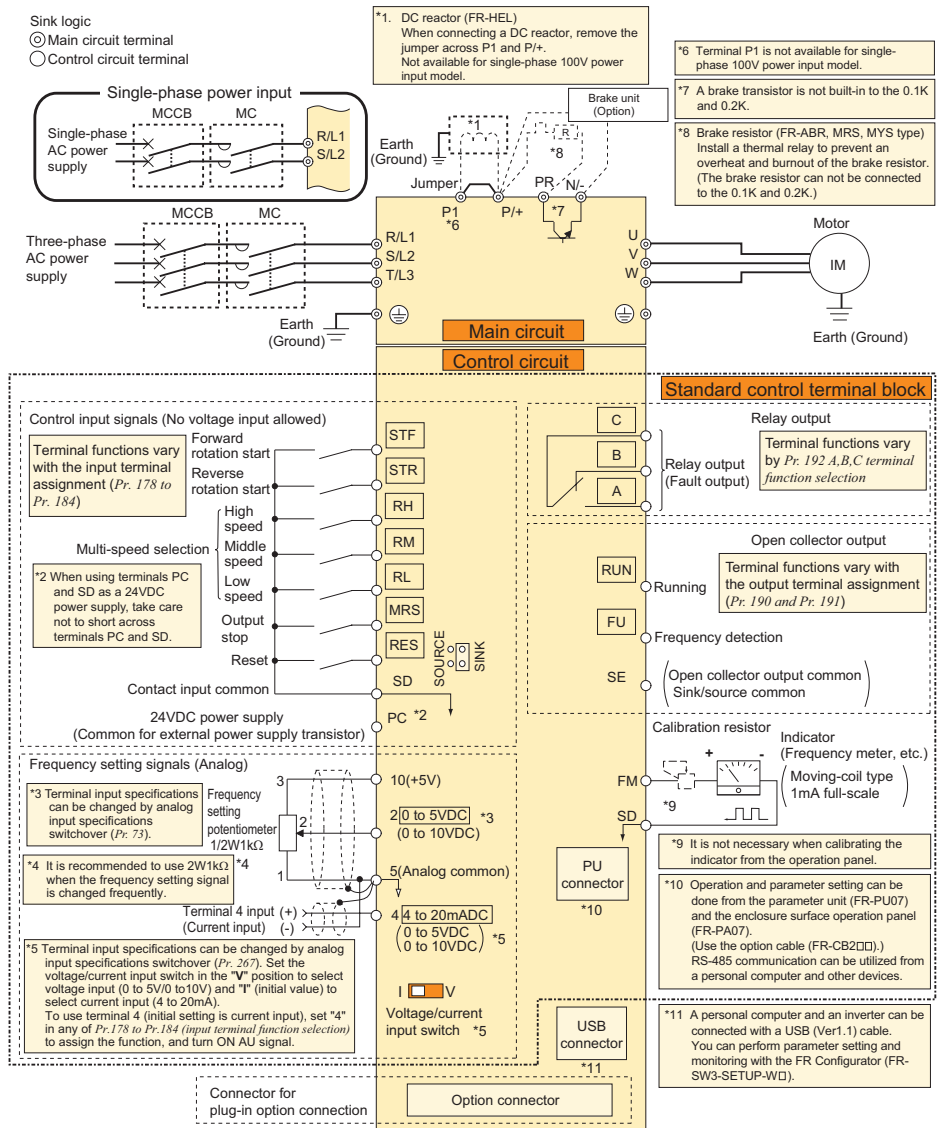 Sink logic
Main circuit terminal
Control circuit terminal
*1. DC reactor (FR-HEL)
When connecting a DC reactor, remove the
jumper across P1 and P/+.
Not available for single-phase 100V power
input model.
*6 Terminal P1 is not available for single-
phase 100V power input model.
*7 A brake transistor is not built-in to the 0.1K
and 0.2K.
*8 Brake resistor (FR-ABR, MRS, MYS type)
Install a thermal relay to prevent an
overheat and burnout of the brake resistor.
(The brake resistor can not be connected
to the 0.1K and 0.2K.)
Single-phase power input
MCCB
MC
Single-phase
AC power
supply
R/L1
S/L2
Brake unit
(Option)
*1
R
*8
Earth
(Ground)
Jumper
PR
N/-
P1
*6
P/+
*7
MCCB
MC
Three-phase
AC power
supply
R/L1
S/L2
T/L3
U
V
W
Motor
IM
Earth
(Ground)
Earth (Ground)
Main circuit
Control circuit
Standard control terminal block
Control input signals (No voltage input allowed)
Terminal functions vary
with the input terminal
assignment (Pr. 178 to
Pr. 184)
Forward
rotation start
Reverse
rotation start
High
speed
Multi-speed selection
Middle
speed
Low
speed
Output
stop
Reset
*2 When using terminals PC
and SD as a 24VDC
power supply, take care
not to short across
terminals PC and SD.
Contact input common
24VDC power supply
(Common for external power supply transistor)
STF
STR
RH
RM
RL
MRS
RES
SOURCE
SINK
SD
PC *2
C
B
A
Relay output
Relay output
(Fault output)
Terminal functions vary
by Pr. 192 A,B,C terminal
function selection
Open collector output
RUN
Running
Terminal functions vary with
the output terminal assignment
(Pr. 190 and Pr. 191)
FU
Frequency detection
SE
Open collector output common
Sink/source common
Frequency setting signals (Analog)
*3 Terminal input specifications
can be changed by analog
input specifications
switchover (Pr. 73).
*4 It is recommended to use 2W1kΩ
when the frequency setting signal
is changed frequently.
Frequency
setting
potentiometer
1/2W1kΩ
*4
3
2
1
10(+5V)
2 0 to 5VDC *3
(0 to 10VDC)
5(Analog common)
Terminal 4 input (+)
(Current input) (-)
4 4 to 20mADC
0 to 5VDC
0 to 10VDC
*5
*5 Terminal input specifications can be changed by analog
input specifications switchover (Pr. 267). Set the
voltage/current input switch in the "V" position to select
voltage input (0 to 5V/0 to10V) and "I" (initial value) to
select current input (4 to 20mA).
To use terminal 4 (initial setting is current input), set "4"
in any of Pr.178 to Pr.184 (input terminal function selection)
to assign the function, and turn ON AU signal.
I
V
Voltage/current
input switch *5
Calibration resistor
+
-
Indicator
(Frequency meter, etc.)
Moving-coil type
1mA full-scale
FM
*9
SD
*9 It is not necessary when calibrating the
indicator from the operation panel.
PU
connector
*10
*10 Operation and parameter setting can be
done from the parameter unit (FR-PU07)
and the enclosure surface operation panel
(FR-PA07).
(Use the option cable (FR-CB2□□).)
RS-485 communication can be utilized from
a personal computer and other devices.
USB
connector
*11
*11 A personal computer and an inverter can be
connected with a USB (Ver1.1) cable.
You can perform parameter setting and
monitoring with the FR Configurator (FR-
SW3-SETUP-W□).
Connector for
plug-in option connection
Option connector